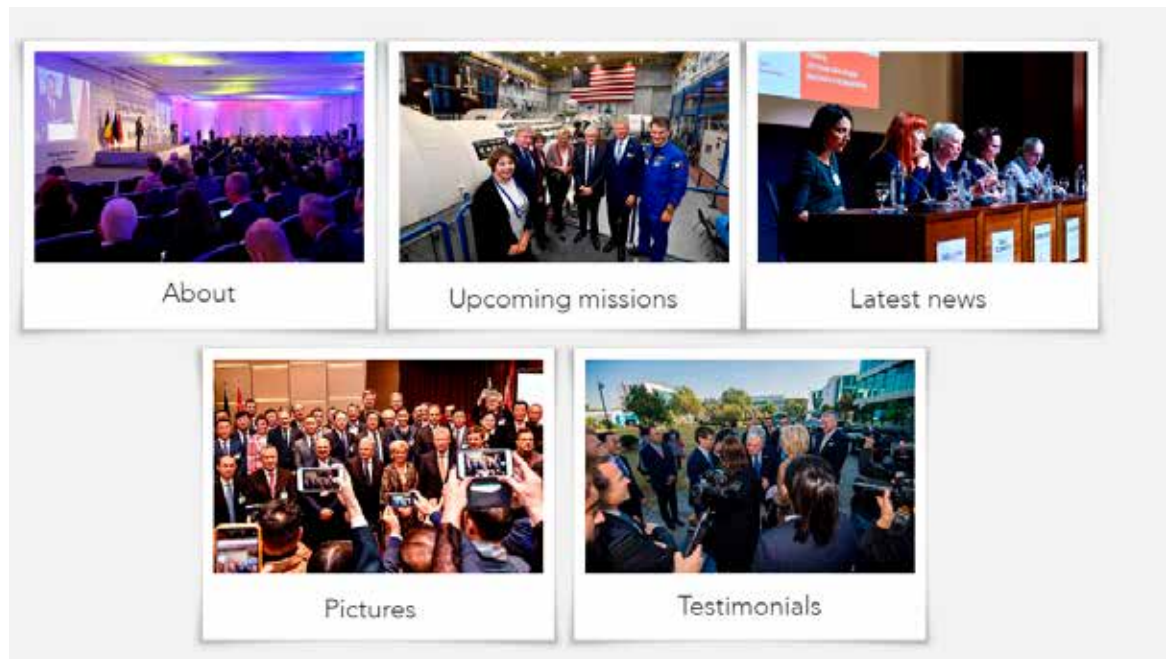 About
Upcoming missions
Latest news
Pictures
Testimonials